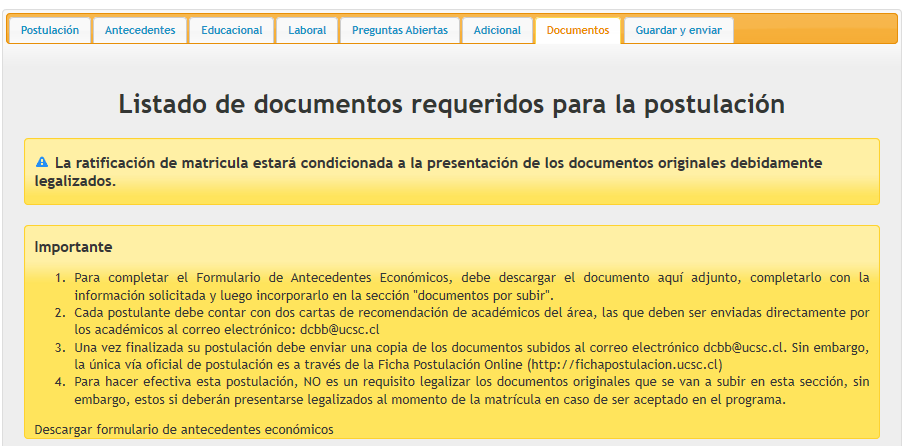 Postulación Antecedentes Educacional Laboral Preguntas Abiertas Adicional Documentos Guardar y enviar
Listado de documentos requeridos para la postulación
La ratificación de matricula estará condicionada a la presentación de los documentos originales debidamente
legalizados.
Importante
1. Para completar el Formulario de Antecedentes Económicos, debe descargar el documento aquí adjunto, completarlo con la
información solicitada y luego incorporarlo en la sección "documentos por subir".
2. Cada postulante debe contar con dos cartas de recomendación de académicos del área, las que deben ser enviadas directamente por
los académicos al correo electrónico: dcbb@ucsc.cl
3. Una vez finalizada su postulación debe enviar una copia de los documentos subidos al correo electrónico dcbb@ucsc.cl. Sin embargo,
la única vía oficial de postulación es a través de la Ficha Postulación Online (http://fichapostulacion.ucsc.cl)
4. Para hacer efectiva esta postulación, NO es un requisito legalizar los documentos originales que se van a subir en esta sección, sin
embargo, estos si deberán presentarse legalizados al momento de la matrícula en caso de ser aceptado en el programa.
Descargar formulario de antecedentes económicos